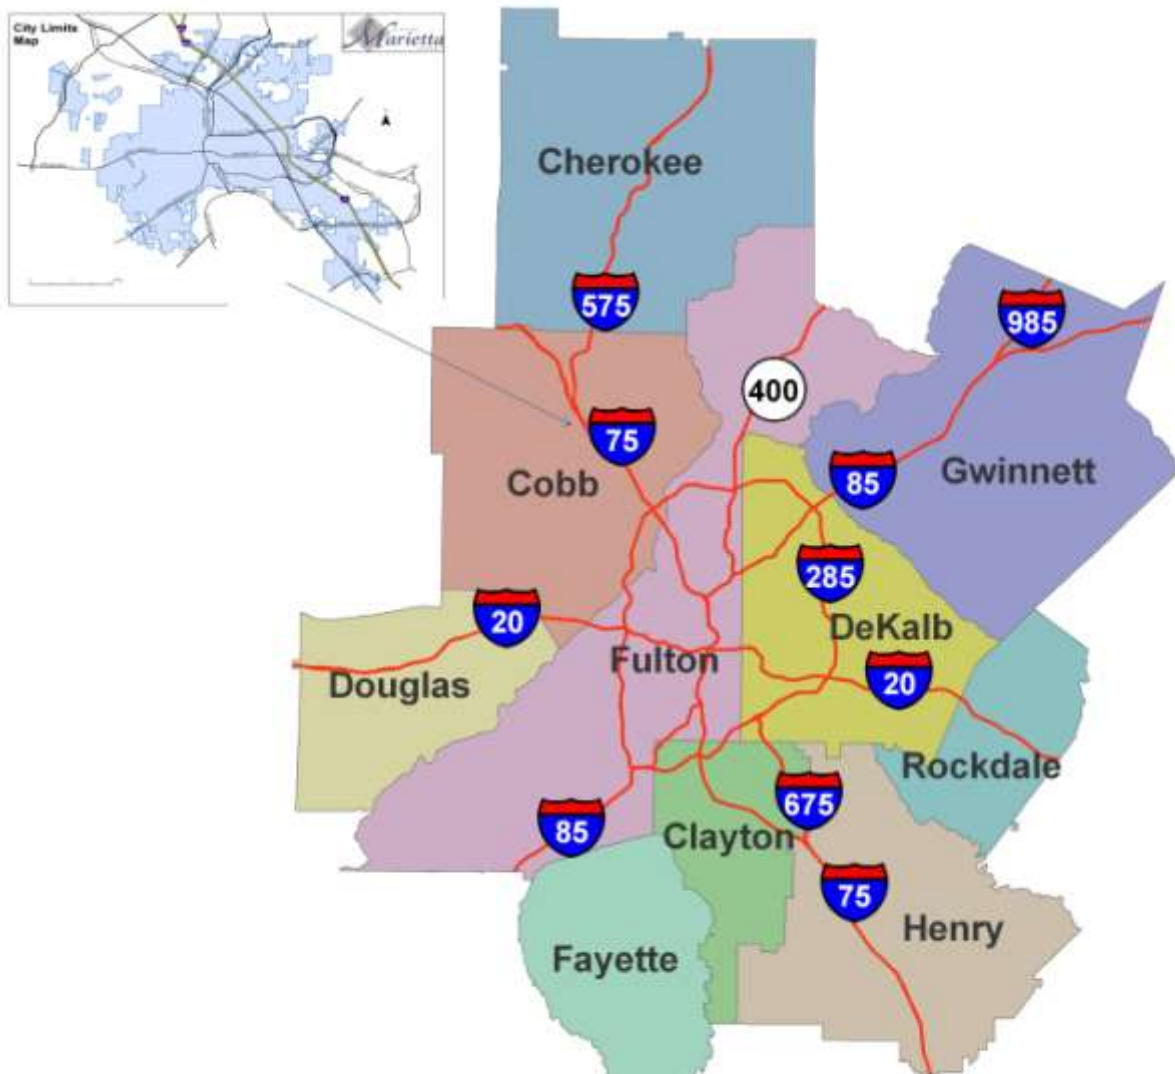 City Limits
Map
Marietta
Cherokee
575
985
400
75
Cobb
85
Gwinnett
285
20
DeKalb
Fulton
20
Douglas
Rockdale
675
85
Clayton
75
Henry
Fayette